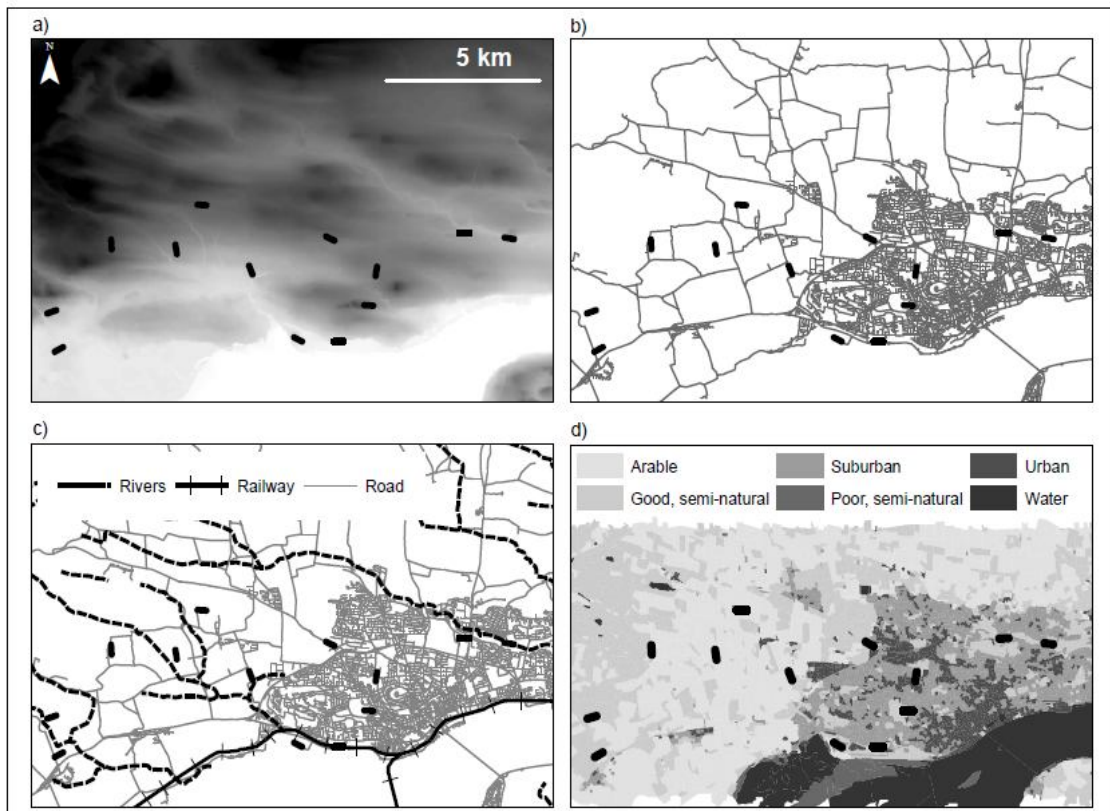 a)
N
5 km
b)
c)
Rivers Railway Road
d)
Arable Suburban Urban
Good, semi-natural Poor, semi-natural Water